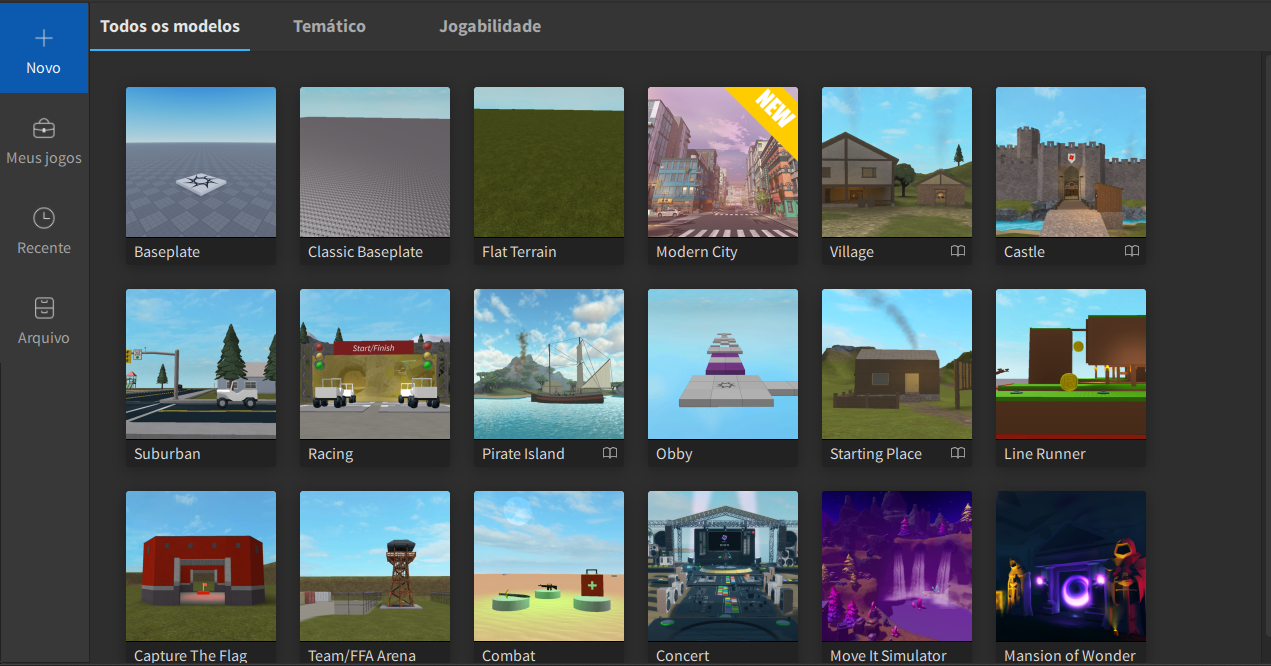 Todos os modelos
Temático
Jogabilidade
Novo
Meus jogos
Recente
Arquivo
NEW
Baseplate
Classic Baseplate
Flat Terrain
Modern City
Village
Castle
Start/Finish
Suburban
Racing
Pirate Island
Obby
Starting Place
Line Runner
Capture The Flag
Team/FFA Arena
Combat
Concert
Move It Simulator
Mansion of Wonder